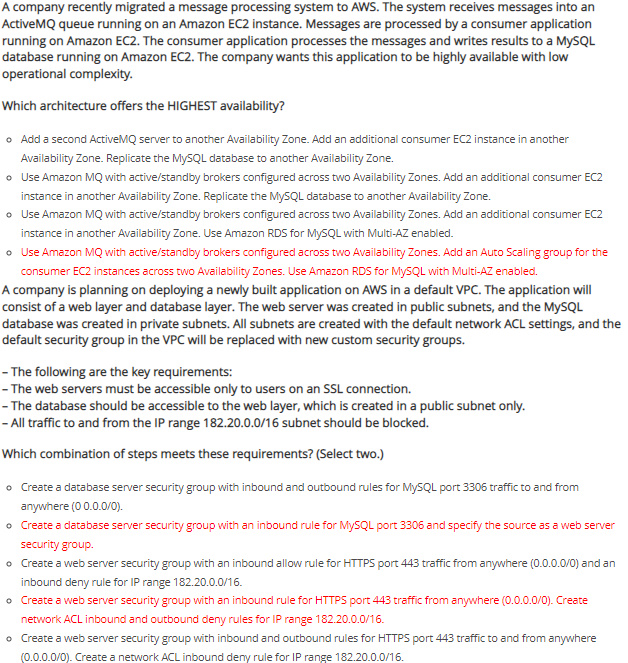 A company recently migrated a message processing system to AWS. The system receives messages into an
ActiveMQ queue running on an Amazon EC2 instance. Messages are processed by a consumer application
running on Amazon EC2. The consumer application processes the messages and writes results to a MySQL
database running on Amazon EC2. The company wants this application to be highly available with low
operational complexity.
Which architecture offers the HIGHEST availability?
Add a second ActiveMQ server to another Availability Zone. Add an additional consumer EC2 instance in another
Availability Zone. Replicate the MySQL database to another Availability Zone.
Use Amazon MQ with active/standby brokers configured across two Availability Zones. Add an additional consumer EC2
instance in another Availability Zone. Replicate the MySQL database to another Availability Zone.
Use Amazon MQ with active/standby brokers configured across two Availability Zones. Add an additional consumer EC2
instance in another Availability Zone. Use Amazon RDS for MySQL with Multi-AZ enabled.
Use Amazon MQ with active/standby brokers configured across two Availability Zones. Add an Auto Scaling group for the
consumer EC2 instances across two Availability Zones. Use Amazon RDS for MySQL with Multi-AZ enabled.
A company is planning on deploying a newly built application on AWS in a default VPC. The application will
consist of a web layer and database layer. The web server was created in public subnets, and the MySQL
database was created in private subnets. All subnets are created with the default network ACL settings, and the
default security group in the VPC will be replaced with new custom security groups.
– The following are the key requirements:
– The web servers must be accessible only to users on an SSL connection.
– The database should be accessible to the web layer, which is created in a public subnet only.
– All traffic to and from the IP range 182.20.0.0/16 subnet should be blocked.
Which combination of steps meets these requirements? (Select two.)
Create a database server security group with inbound and outbound rules for MySQL port 3306 traffic to and from
anywhere (0 0.0.0/0).
Create a database server security group with an inbound rule for MySQL port 3306 and specify the source as a web server
security group.
Create a web server security group with an inbound allow rule for HTTPS port 443 traffic from anywhere (0.0.0.0/0) and an
inbound deny rule for IP range 182.20.0.0/16.
Create a web server security group with an inbound rule for HTTPS port 443 traffic from anywhere (0.0.0.0/0). Create
network ACL inbound and outbound deny rules for IP range 182.20.0.0/16.
Create a web server security group with inbound and outbound rules for HTTPS port 443 traffic to and from anywhere
(0.0.0.0/0). Create a network ACL inbound deny rule for IP range 182.20.0.0/16.